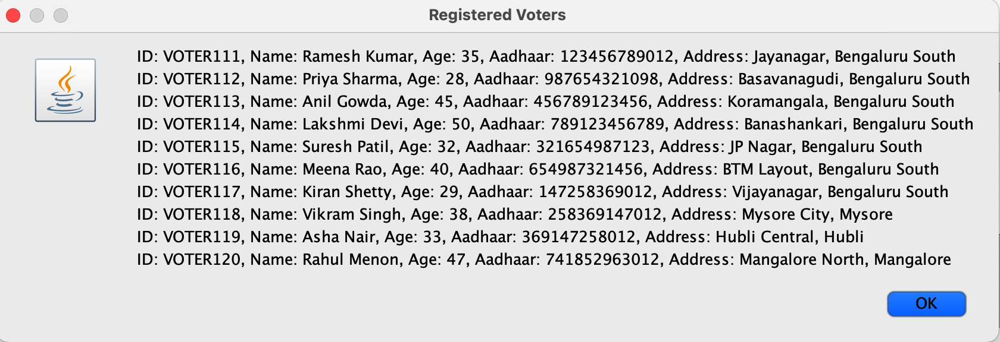 Registered Voters
ID: VOTER111, Name: Ramesh Kumar, Age: 35, Aadhaar: 123456789012, Address: Jayanagar, Bengaluru South
ID: VOTER112, Name: Priya Sharma, Age: 28, Aadhaar: 987654321098, Address: Basavanagudi, Bengaluru South
ID: VOTER113, Name: Anil Gowda, Age: 45, Aadhaar: 456789123456, Address: Koramangala, Bengaluru South
ID: VOTER114, Name: Lakshmi Devi, Age: 50, Aadhaar: 789123456789, Address: Banashankari, Bengaluru South
ID: VOTER115, Name: Suresh Patil, Age: 32, Aadhaar: 321654987123, Address: JP Nagar, Bengaluru South
ID: VOTER116, Name: Meena Rao, Age: 40, Aadhaar: 654987321456, Address: BTM Layout, Bengaluru South
ID: VOTER117, Name: Kiran Shetty, Age: 29, Aadhaar: 147258369012, Address: Vijayanagar, Bengaluru South
ID: VOTER118, Name: Vikram Singh, Age: 38, Aadhaar: 258369147012, Address: Mysore City, Mysore
ID: VOTER119, Name: Asha Nair, Age: 33, Aadhaar: 369147258012, Address: Hubli Central, Hubli
ID: VOTER120, Name: Rahul Menon, Age: 47, Aadhaar: 741852963012, Address: Mangalore North, Mangalore
OK